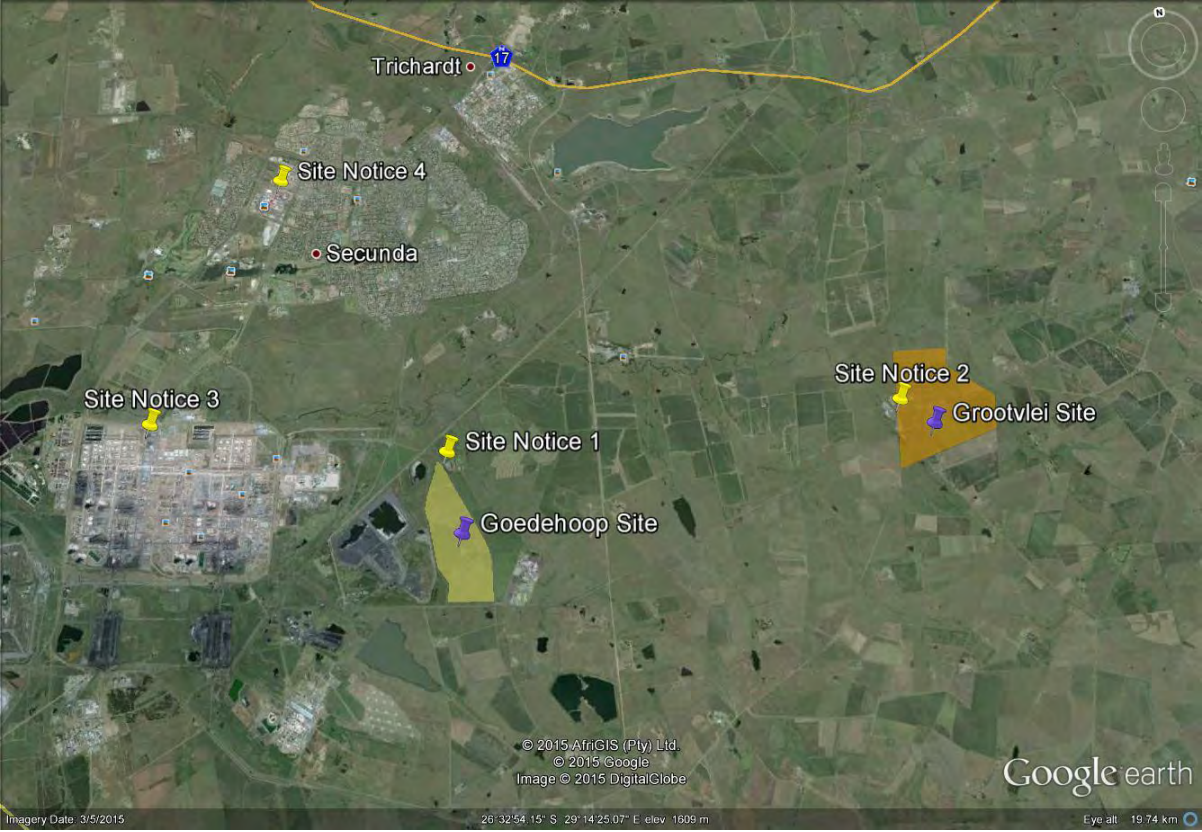 N
17
Trichardt
Site Notice 4
Secunda
Site Notice 2
Site Notice 3
Grootvlei Site
Site Notice 1
Goedehoop Site
© 2015 AfriGIS (Pty) Ltd.
© 2015 Google
Image © 2015 DigitalGlobe
Google earth
Imagery Date: 3/5/2015 26°32'54.15" S 29°14'25.07" E elev 1609 m Eye alt 19.74 km